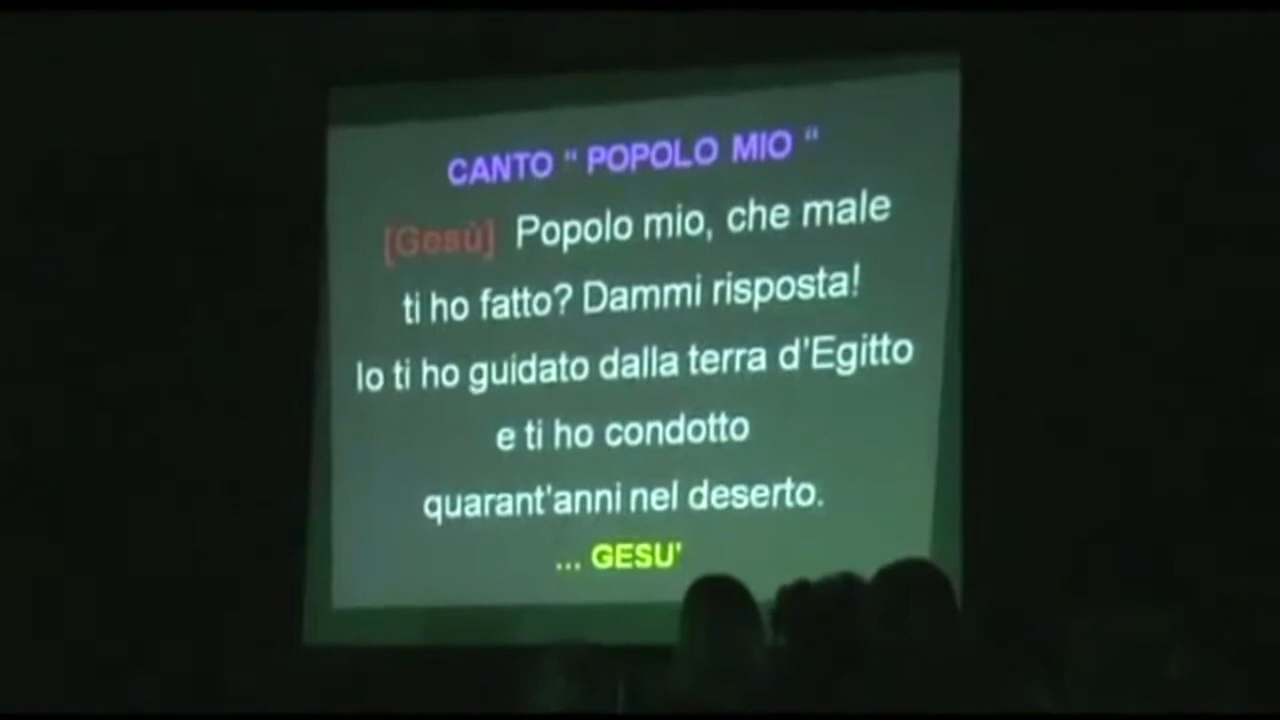 CANTO “ POPOLO MIO “
[Gesù] Popolo mio, che male
ti ho fatto? Dammi risposta!
Io ti ho guidato dalla terra d'Egitto
e ti ho condotto
quarant'anni nel deserto.
... GESU'